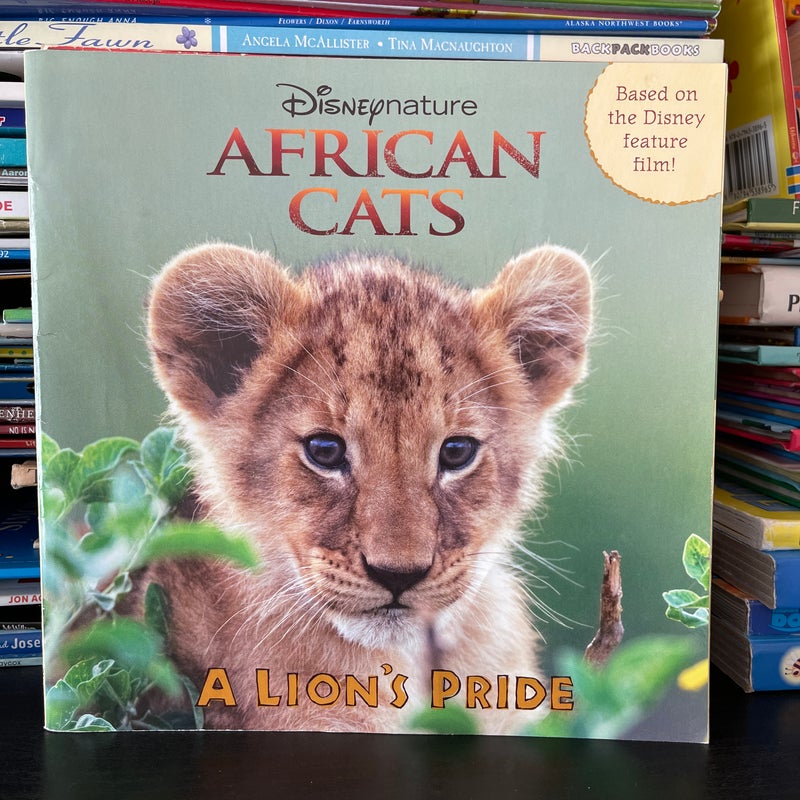 BIG ENOUGH ANNA
FLOWERS / DIXON / FARNSWORTH
ALASKA NORTHWEST BOOKS
Fawn
ANGELA MCALLISTER • TINA MACNAUGHTON
BACKPACKBOOKS
Disneynature
AFRICAN
CATS
Based on
the Disney
feature
film!
A LION'S PRIDE